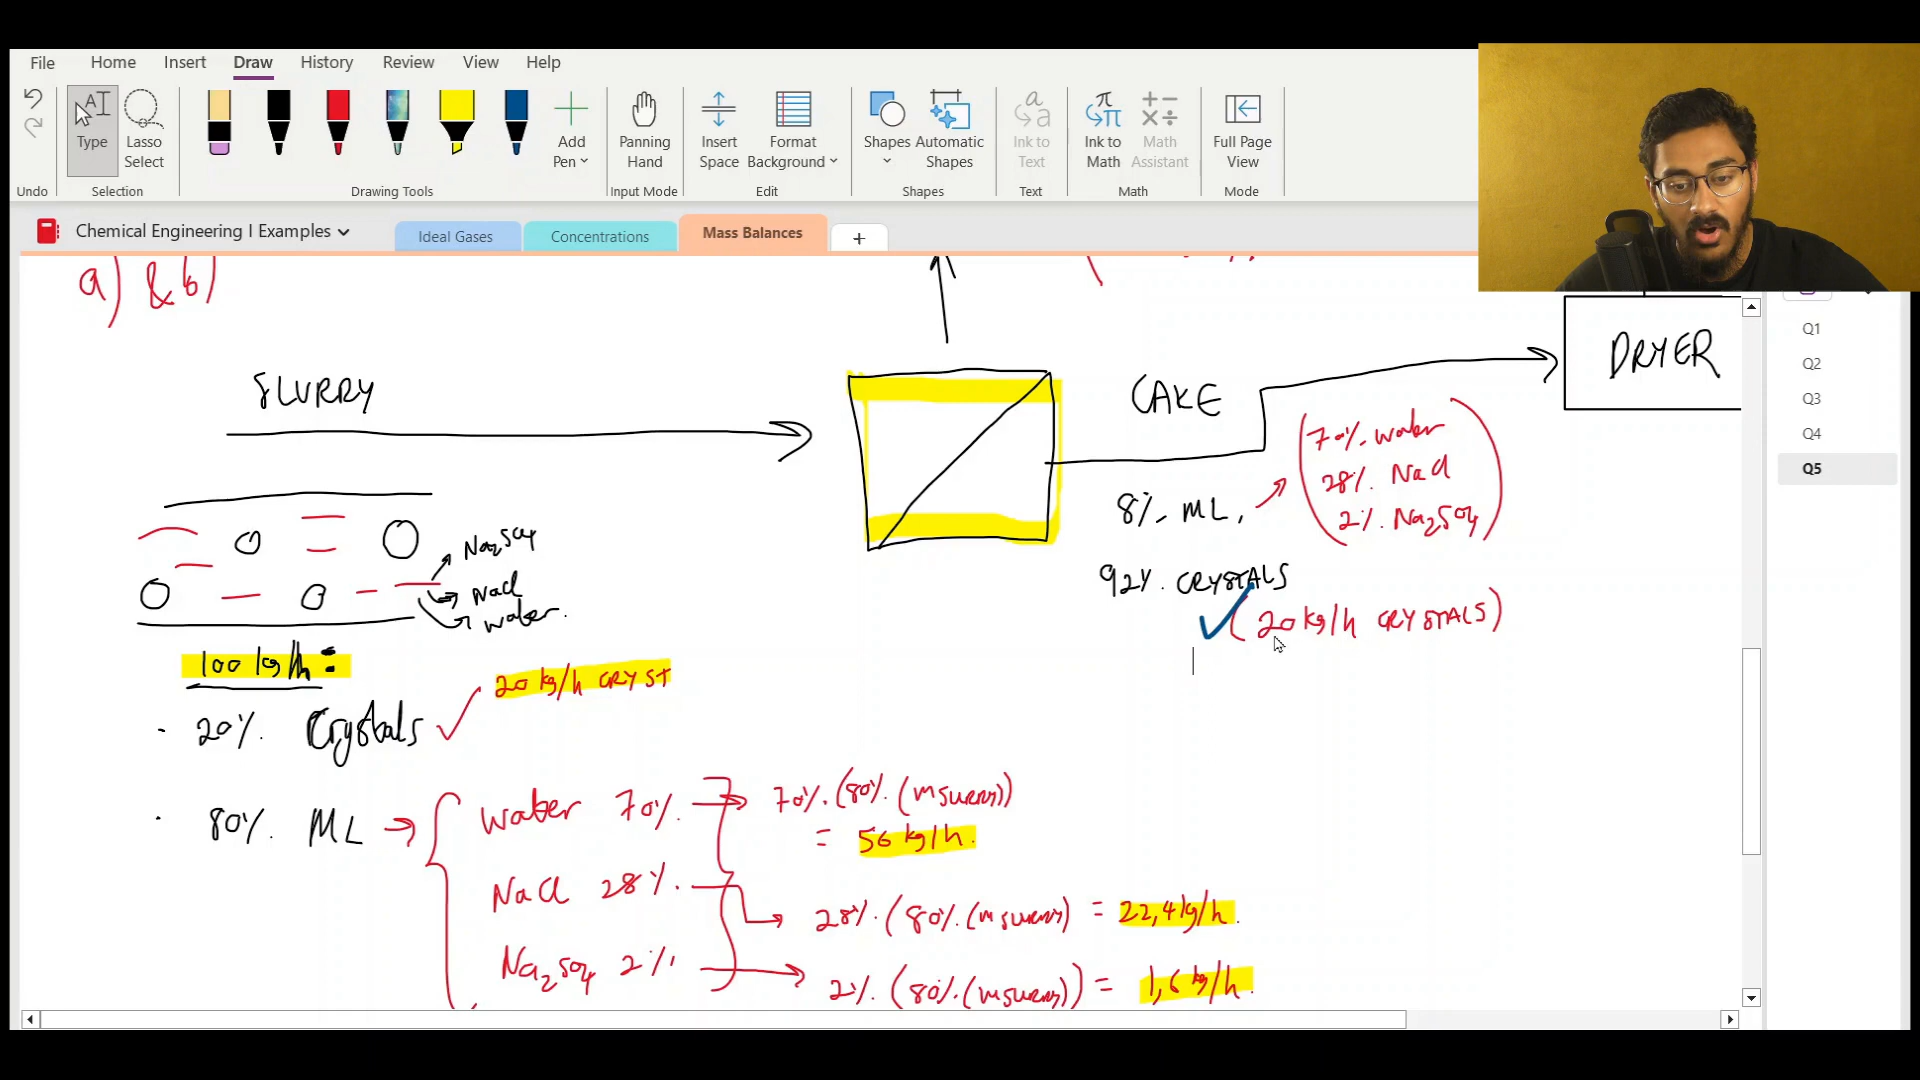 File Home Insert Draw History Review View Help
Undo
Type
Lasso Select
Selection
Drawing Tools
Add Pen
Panning Hand
Input Mode
Insert Space
Format Background
Edit
Shapes
Automatic Shapes
Shapes
Ink to Text
Text
Ink to Math
Math Assistant
Math
Full Page View
Mode
Chemical Engineering I Examples
Ideal Gases
Concentrations
Mass Balances
+
Q1
Q2
Q3
Q4
Q5
a) & b)
SLURRY
CAKE
DRYER
70% water
28% NaCl
2% Na2SO4
8% ML,
92% CRYSTALS
(20 kg/h CRYSTALS)
Na2SO4
NaCl
water.
100 kg/h:
20 kg/h CRYST
· 20% Crystals
· 80% ML
water 70%
70% (80% (mSLURRY))
= 56 kg/h.
NaCl 28%
28% (80% (mSLURRY) = 22,4 kg/h.
Na2SO4 2%
2% (80% (mSLURRY)) = 1,6 kg/h.